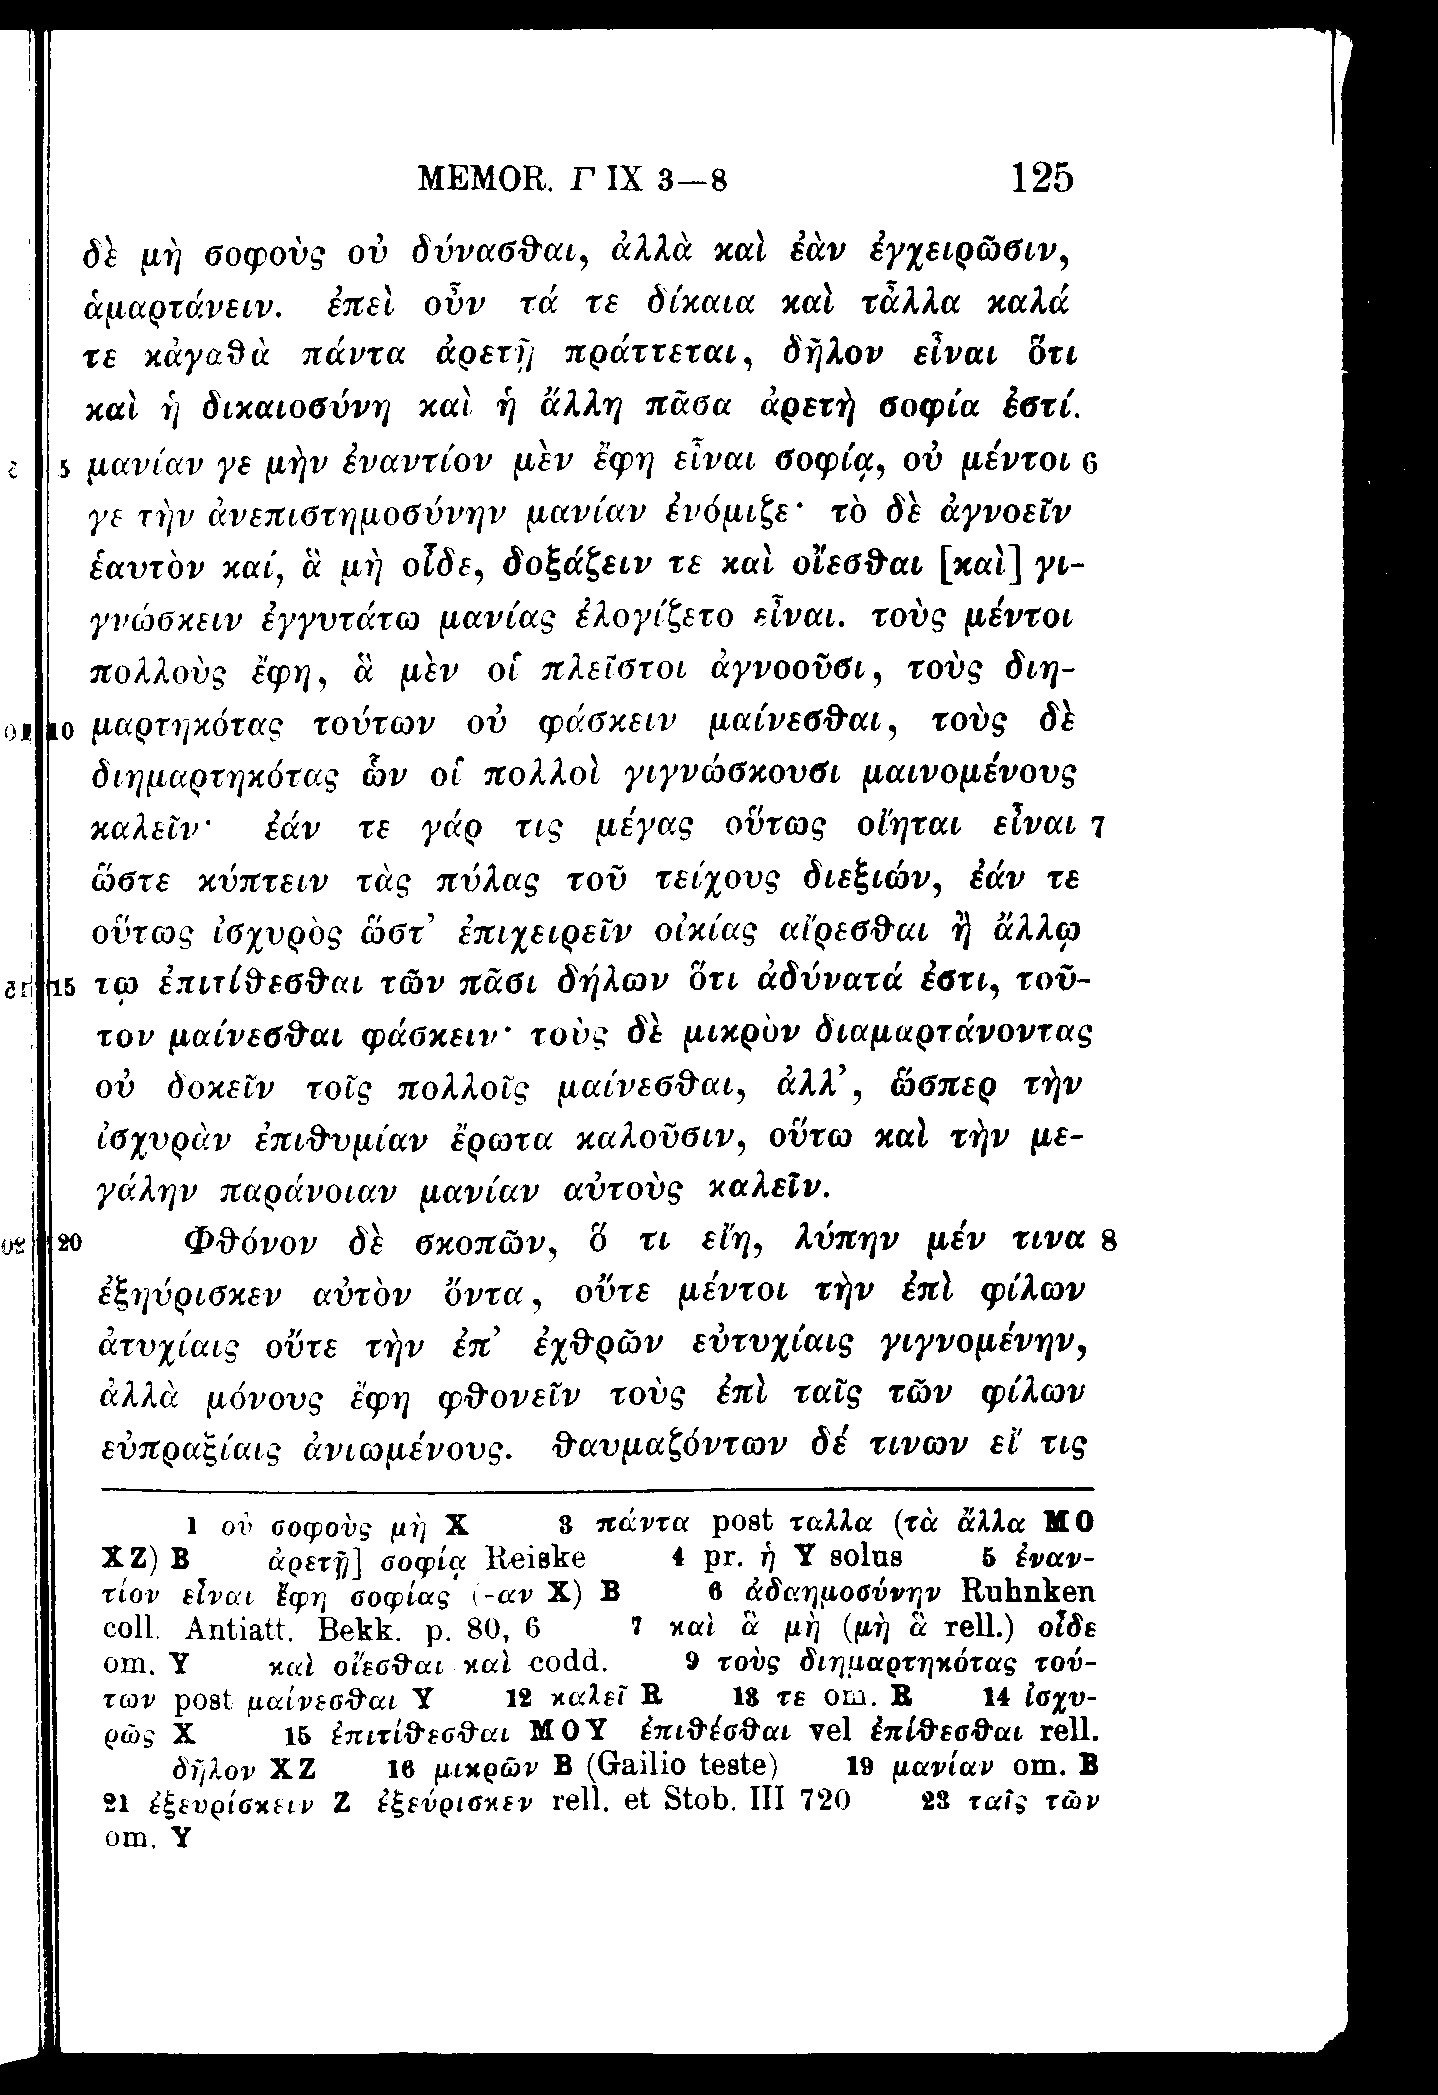 MEMOR. Γ IX 3—8 125
δὲ μὴ σοφοὺς οὐ δύνασθαι, ἀλλὰ καὶ ἐὰν ἐγχειρῶσιν,
ἁμαρτάνειν. ἐπεὶ οὖν τά τε δίκαια καὶ τἆλλα καλά
τε κἀγαθὰ πάντα ἀρετῇ πράττεται, δῆλον εἶναι ὅτι
καὶ ἡ δικαιοσύνη καὶ ἡ ἄλλη πᾶσα ἀρετὴ σοφία ἐστί.
5 μανίαν γε μὴν ἐναντίον μὲν ἔφη εἶναι σοφίᾳ, οὐ μέντοι 6
γε τὴν ἀνεπιστημοσύνην μανίαν ἐνόμιζε· τὸ δὲ ἀγνοεῖν
ἑαυτὸν καί, ἃ μὴ οἶδε, δοξάζειν τε καὶ οἴεσθαι [καὶ] γι-
γνώσκειν ἐγγυτάτω μανίας ἐλογίζετο εἶναι. τοὺς μέντοι
πολλοὺς ἔφη, ἃ μὲν οἱ πλεῖστοι ἀγνοοῦσι, τοὺς διη-
10 μαρτηκότας τούτων οὐ φάσκειν μαίνεσθαι, τοὺς δὲ
διημαρτηκότας ὧν οἱ πολλοὶ γιγνώσκουσι μαινομένους
καλεῖν· ἐάν τε γάρ τις μέγας οὕτως οἴηται εἶναι 7
ὥστε κύπτειν τὰς πύλας τοῦ τείχους διεξιών, ἐάν τε
οὕτως ἰσχυρὸς ὥστ’ ἐπιχειρεῖν οἰκίας αἴρεσθαι ἢ ἄλλῳ
15 τῳ ἐπιτίθεσθαι τῶν πᾶσι δήλων ὅτι ἀδύνατά ἐστι, τοῦ-
τον μαίνεσθαι φάσκειν· τοὺς δὲ μικρὸν διαμαρτάνοντας
οὐ δοκεῖν τοῖς πολλοῖς μαίνεσθαι, ἀλλ’, ὥσπερ τὴν
ἰσχυρὰν ἐπιθυμίαν ἔρωτα καλοῦσιν, οὕτω καὶ τὴν με-
γάλην παράνοιαν μανίαν αὐτοὺς καλεῖν.
20 Φθόνον δὲ σκοπῶν, ὅ τι εἴη, λύπην μέν τινα 8
ἐξηύρισκεν αὐτὸν ὄντα, οὔτε μέντοι τὴν ἐπὶ φίλων
ἀτυχίαις οὔτε τὴν ἐπ’ ἐχθρῶν εὐτυχίαις γιγνομένην,
ἀλλὰ μόνους ἔφη φθονεῖν τοὺς ἐπὶ ταῖς τῶν φίλων
εὐπραξίαις ἀνιωμένους. θαυμαζόντων δέ τινων εἴ τις
1 οὐ σοφοὺς μὴ X 3 πάντα post ταλλα (τὰ ἄλλα MO
XZ) B ἀρετῇ] σοφίᾳ Reiske 4 pr. ἡ Y solus 5 ἐναν-
τίον εἶναι ἔφη σοφίας (-αν X) B 6 ἀδαημοσύνην Ruhnken
coll. Antiatt. Bekk. p. 80, 6 7 καὶ ἃ μὴ (μὴ ἃ rell.) οἶδε
om. Y καὶ οἴεσθαι καὶ codd. 9 τοὺς διημαρτηκότας τού-
των post μαίνεσθαι Y 12 καλεῖ B 13 τε om. B 14 ἰσχυ-
ρῶς X 15 ἐπιτίθεσθαι MOY ἐπιθέσθαι vel ἐπίθεσθαι rell.
δῆλον XZ 16 μικρῶν B (Gailio teste) 19 μανίαν om. B
21 ἐξευρίσκειν Z ἐξεύρισκεν rell. et Stob. III 720 23 ταῖς τῶν
om. Y